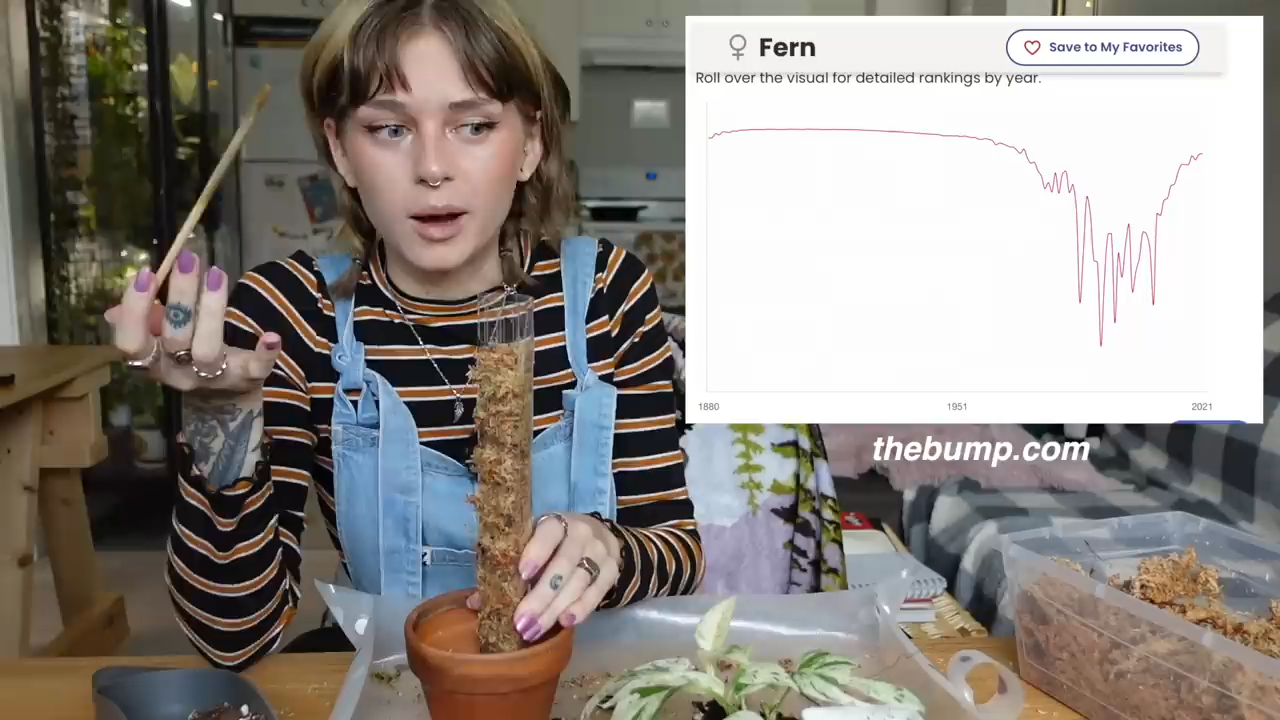 Fern
Save to My Favorites
Roll over the visual for detailed rankings by year.
1880
1951
2021
thebump.com